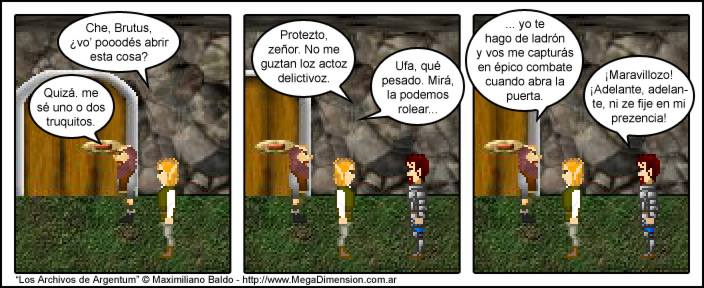 Che, Brutus,
¿vo' pooodés abrir
esta cosa?
Quizá. me
sé uno o dos
truquitos.
Protezto,
zeñor. No me
guztan loz actoz
delictivoz.
Ufa, qué
pesado. Mirá,
la podemos
rolear...
... yo te
hago de ladrón
y vos me capturás
en épico combate
cuando abra la
puerta.
¡Maravillozo!
¡Adelante, adelan-
te, ni ze fije en mi
prezencia!
"Los Archivos de Argentum" © Maximiliano Baldo - http://www.MegaDimension.com.ar